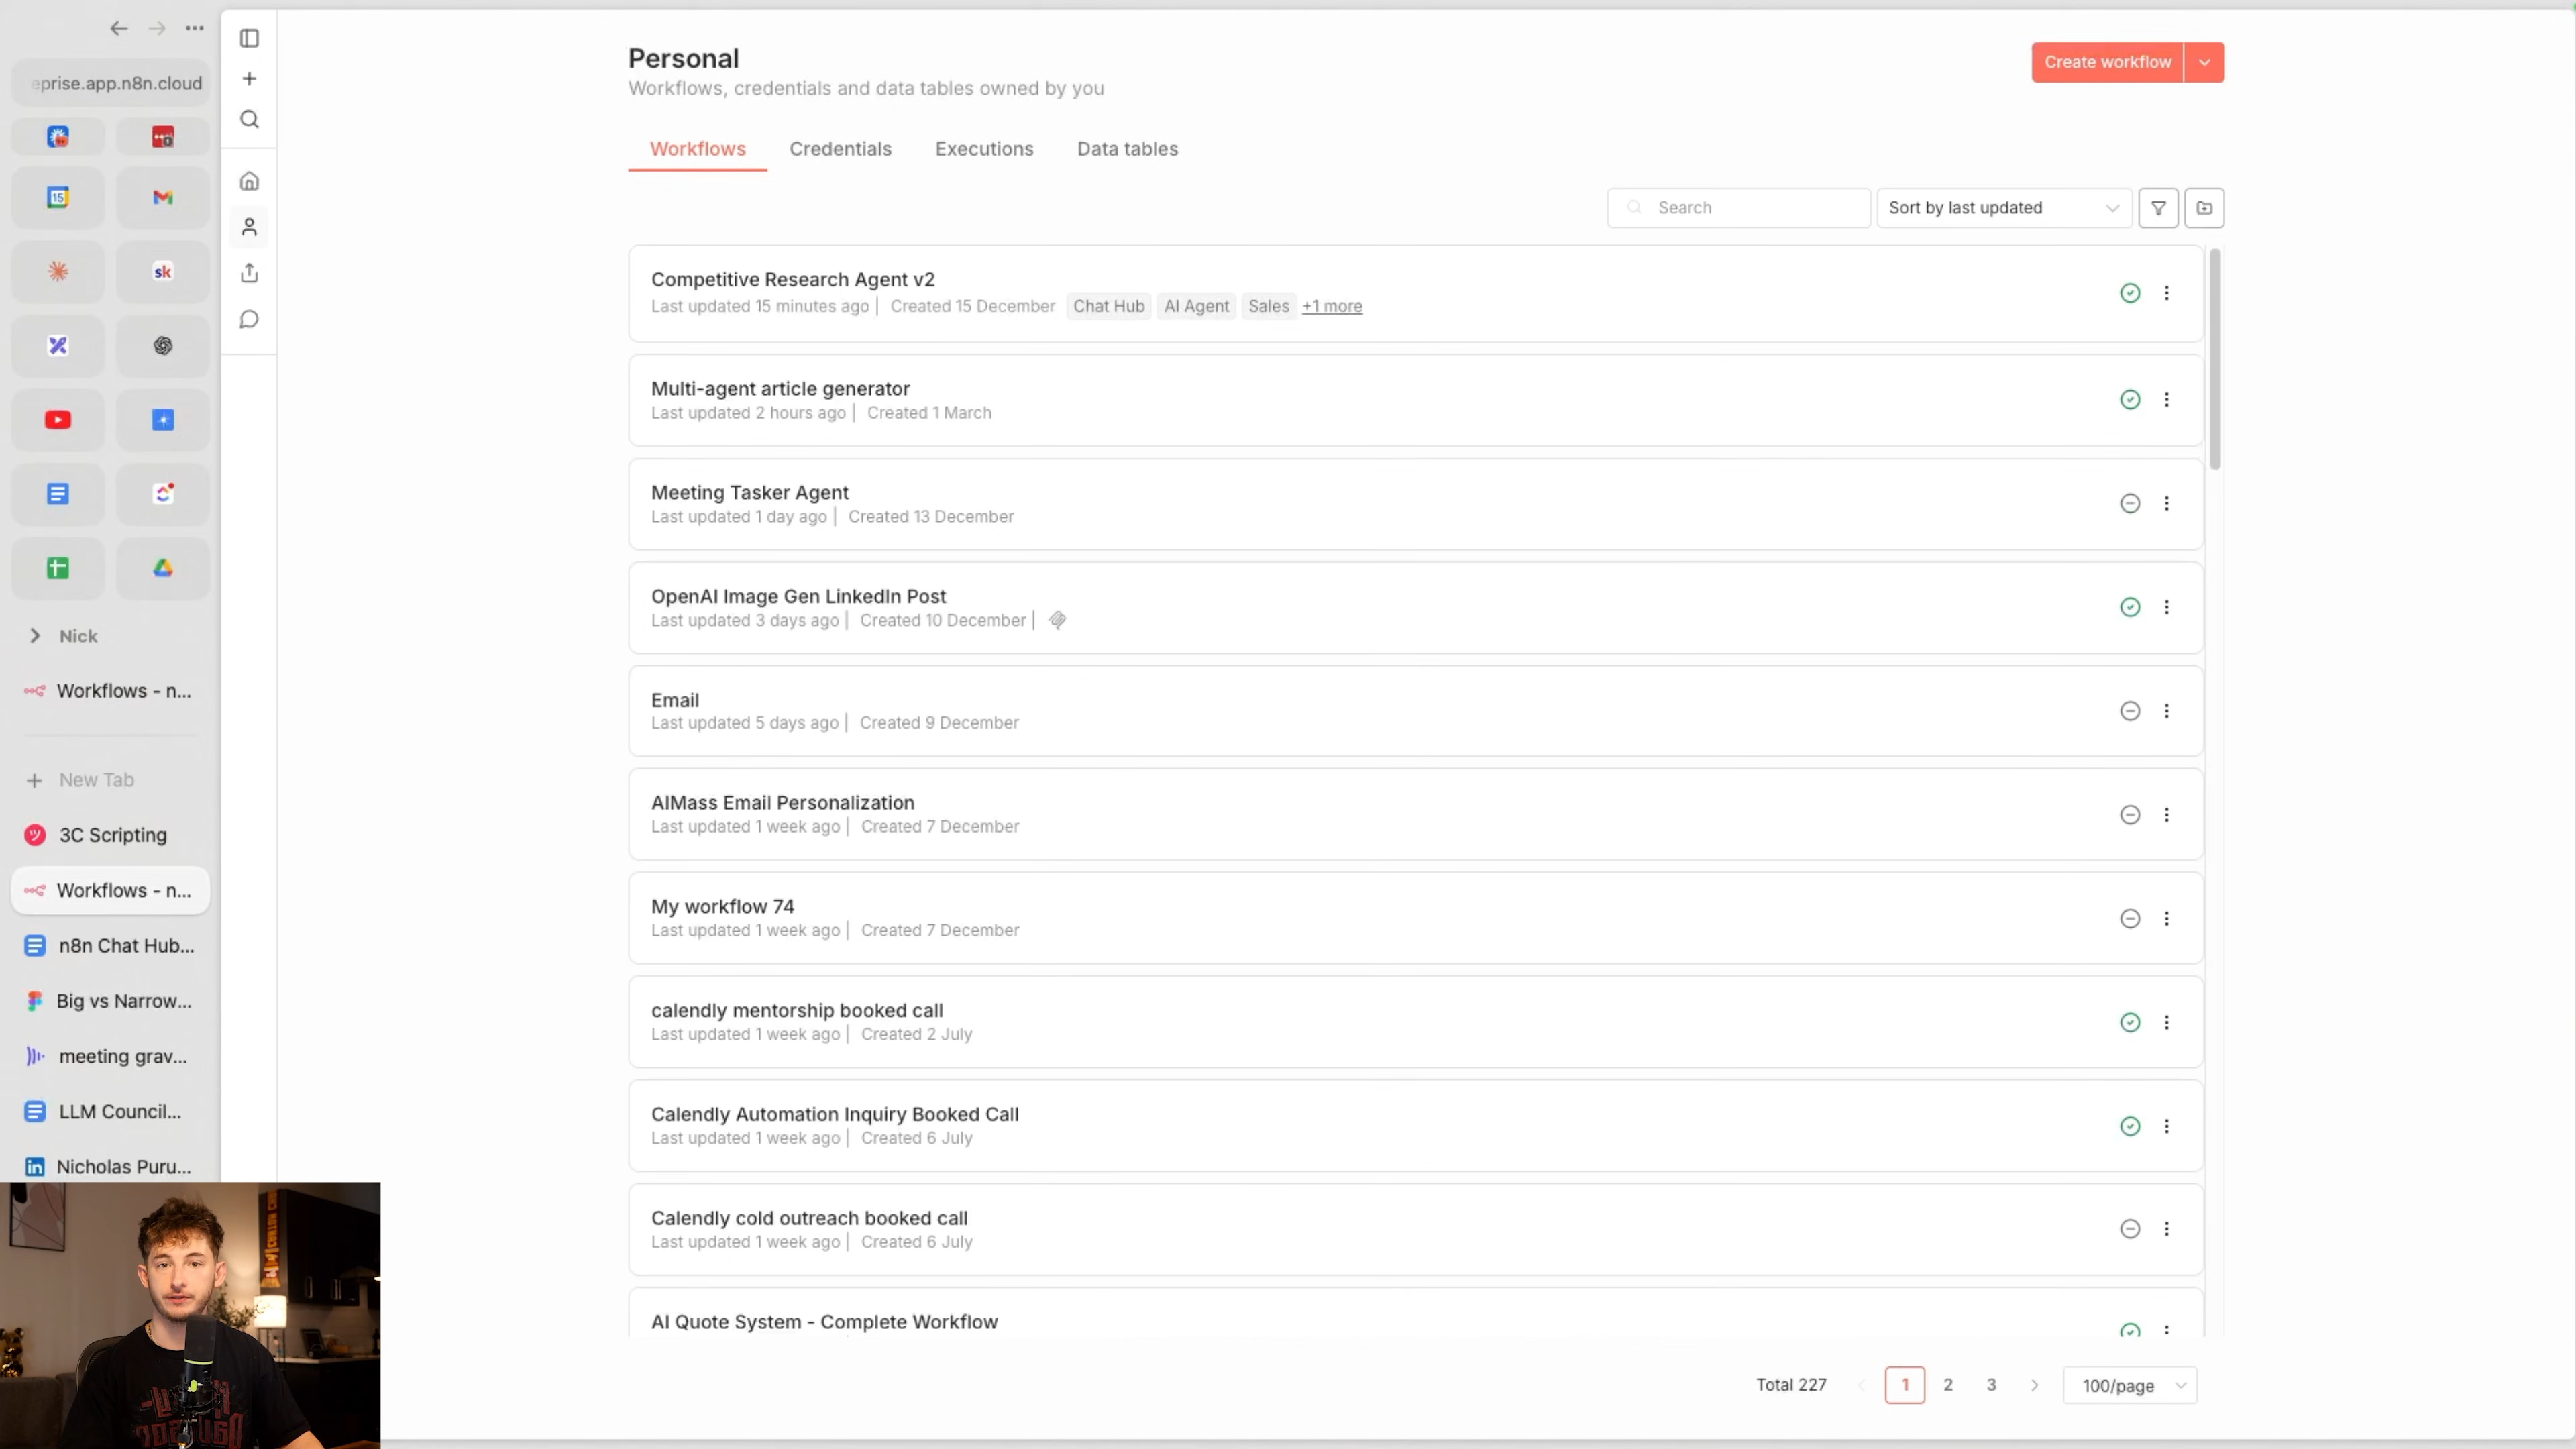 eprise.app.n8n.cloud
15
sk
Nick
Workflows - n...
New Tab
3C Scripting
Workflows - n...
n8n Chat Hub...
Big vs Narrow...
meeting grav...
LLM Council...
in
Nicholas Puru...
Personal
Workflows, credentials and data tables owned by you
Create workflow
Workflows Credentials Executions Data tables
Search Sort by last updated
Competitive Research Agent v2
Last updated 15 minutes ago | Created 15 December Chat Hub AI Agent Sales +1 more
Multi-agent article generator
Last updated 2 hours ago | Created 1 March
Meeting Tasker Agent
Last updated 1 day ago | Created 13 December
OpenAI Image Gen LinkedIn Post
Last updated 3 days ago | Created 10 December |
Email
Last updated 5 days ago | Created 9 December
AIMass Email Personalization
Last updated 1 week ago | Created 7 December
My workflow 74
Last updated 1 week ago | Created 7 December
calendly mentorship booked call
Last updated 1 week ago | Created 2 July
Calendly Automation Inquiry Booked Call
Last updated 1 week ago | Created 6 July
Calendly cold outreach booked call
Last updated 1 week ago | Created 6 July
AI Quote System - Complete Workflow
Total 227 1 2 3 100/page